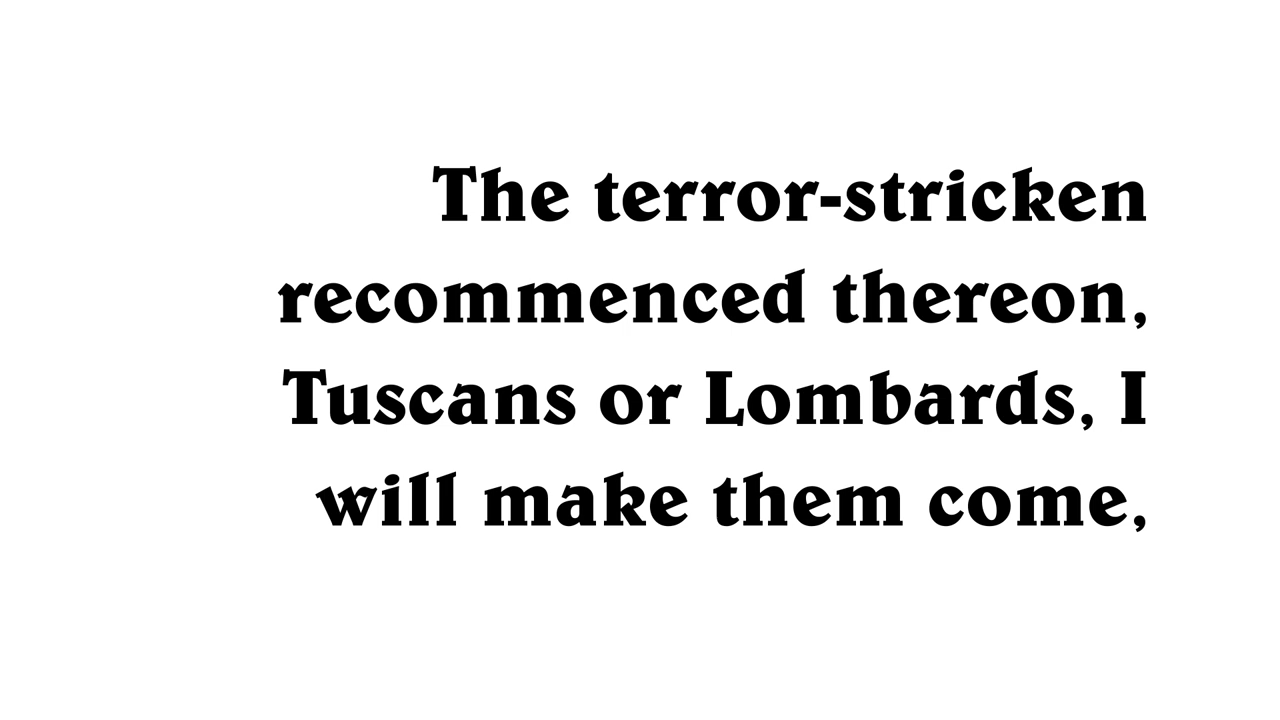 The terror-stricken
recommenced thereon,
Tuscans or Lombards, I
will make them come,